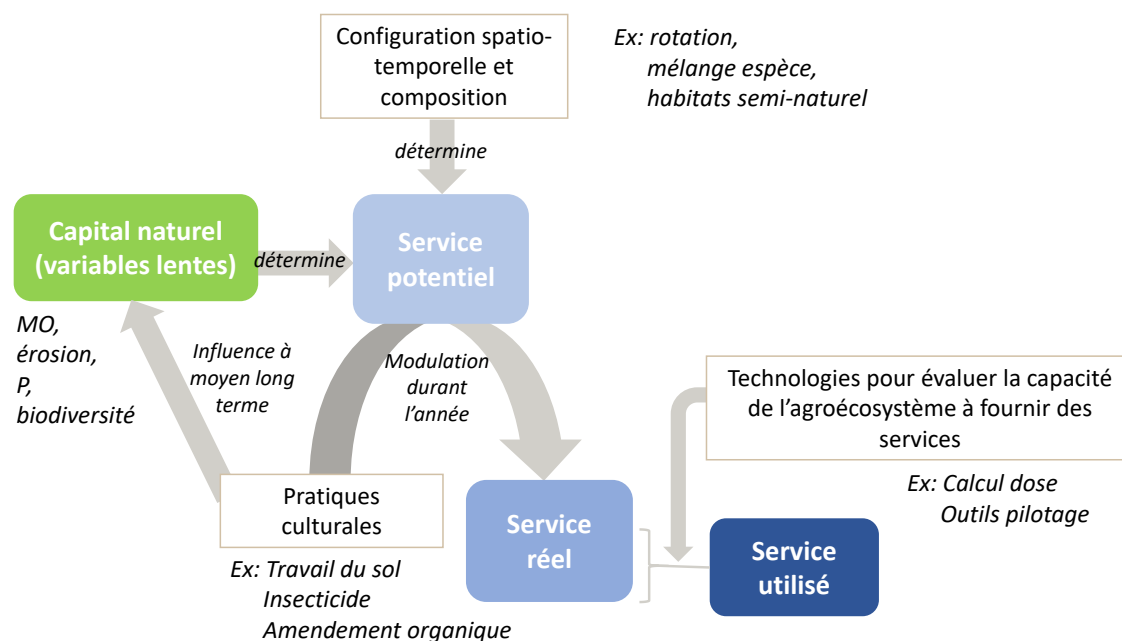 Configuration spatio-
temporelle et
composition
Ex: rotation,
mélange espèce,
habitats semi-naturel
détermine
Capital naturel
(variables lentes)
détermine
Service
potentiel
MO,
érosion,
P,
biodiversité
Influence à
moyen long
terme
Modulation
durant
l’année
Technologies pour évaluer la capacité
de l’agroécosystème à fournir des
services
Ex: Calcul dose
Outils pilotage
Pratiques
culturales
Service
réel
Service
utilisé
Ex: Travail du sol
Insecticide
Amendement organique